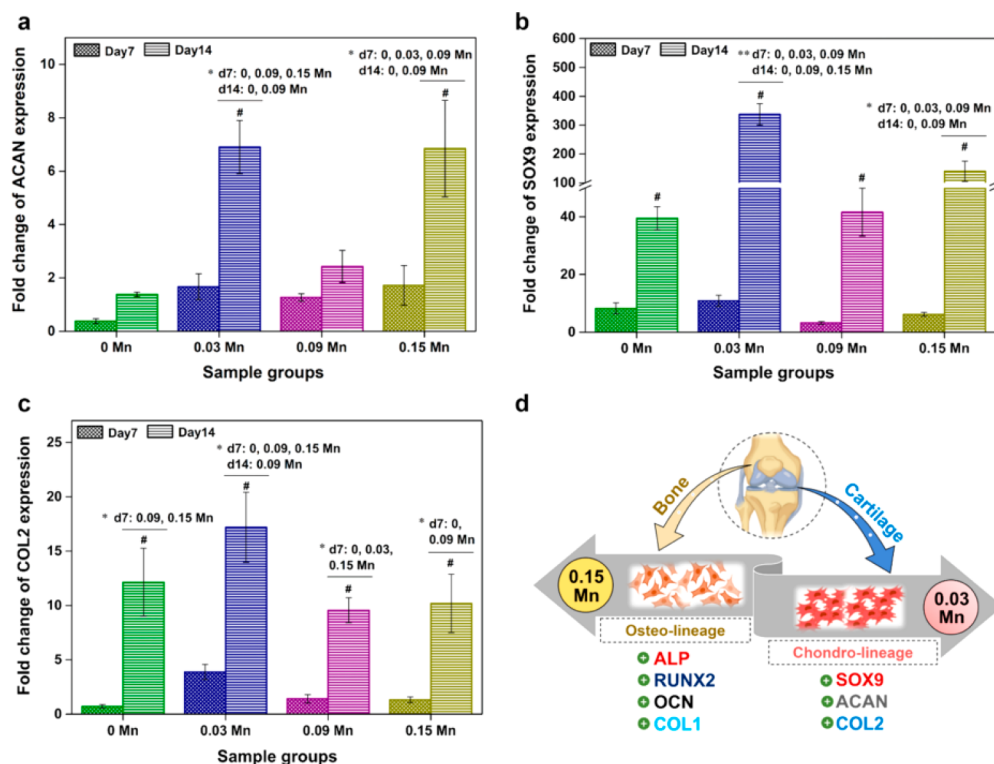 a
Day7
Day14
* d7: 0, 0.09, 0.15 Mn
d14: 0, 0.09 Mn
#
* d7: 0, 0.03, 0.09 Mn
d14: 0, 0.09 Mn
#
Fold change of ACAN expression
10
8
6
4
2
0
0 Mn
0.03 Mn
0.09 Mn
0.15 Mn
Sample groups
b
Day7
Day14
** d7: 0, 0.03, 0.09 Mn
d14: 0, 0.09, 0.15 Mn
#
* d7: 0, 0.03, 0.09 Mn
d14: 0, 0.09 Mn
#
#
#
Fold change of SOX9 expression
600
500
400
300
200
100
40
20
0
0 Mn
0.03 Mn
0.09 Mn
0.15 Mn
Sample groups
c
Day7
Day14
* d7: 0.09, 0.15 Mn
#
* d7: 0, 0.09, 0.15 Mn
d14: 0.09 Mn
#
* d7: 0, 0.03,
0.15 Mn
#
* d7: 0,
0.09 Mn
#
Fold change of COL2 expression
25
20
15
10
5
0
0 Mn
0.03 Mn
0.09 Mn
0.15 Mn
Sample groups
d
Bone
Cartilage
0.15
Mn
0.03
Mn
Osteo-lineage
Chondro-lineage
ALP
RUNX2
OCN
COL1
SOX9
ACAN
COL2